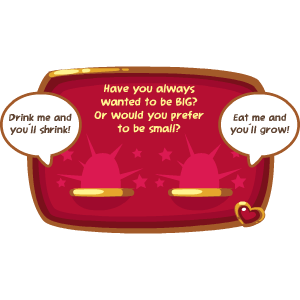 Have you always
wanted to be BIG?
Or would you prefer
to be small?
Drink me and
you'll shrink!
Eat me and
you'll grow!